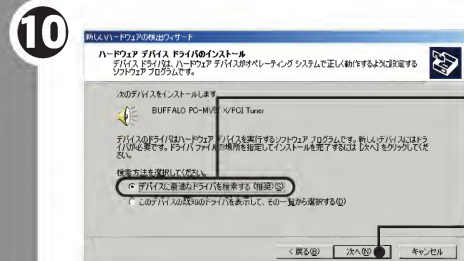 10
新しいハードウェアの検出ウィザード
ハードウェア デバイス ドライバのインストール
デバイス ドライバは、ハードウェア デバイスがオペレーティング システムで正しく動作するように設定する
ソフトウェア プログラムです。
次のデバイスをインストールします
BUFFALO PC-MV X/PCI Tuner
デバイスのドライバはハードウェア デバイスを実行するソフトウェア プログラムです。新しいデバイスにはドラ
イバが必要です。ドライバ ファイルの場所を指定してインストールを完了するには [次へ] をクリックしてくだ
さい。
検索方法を選択してください。
デバイスに最適なドライバを検索する (推奨)(S)
このデバイスの既知のドライバを表示して、その一覧から選択する(D)
< 戻る(B)
次へ(N)
キャンセル